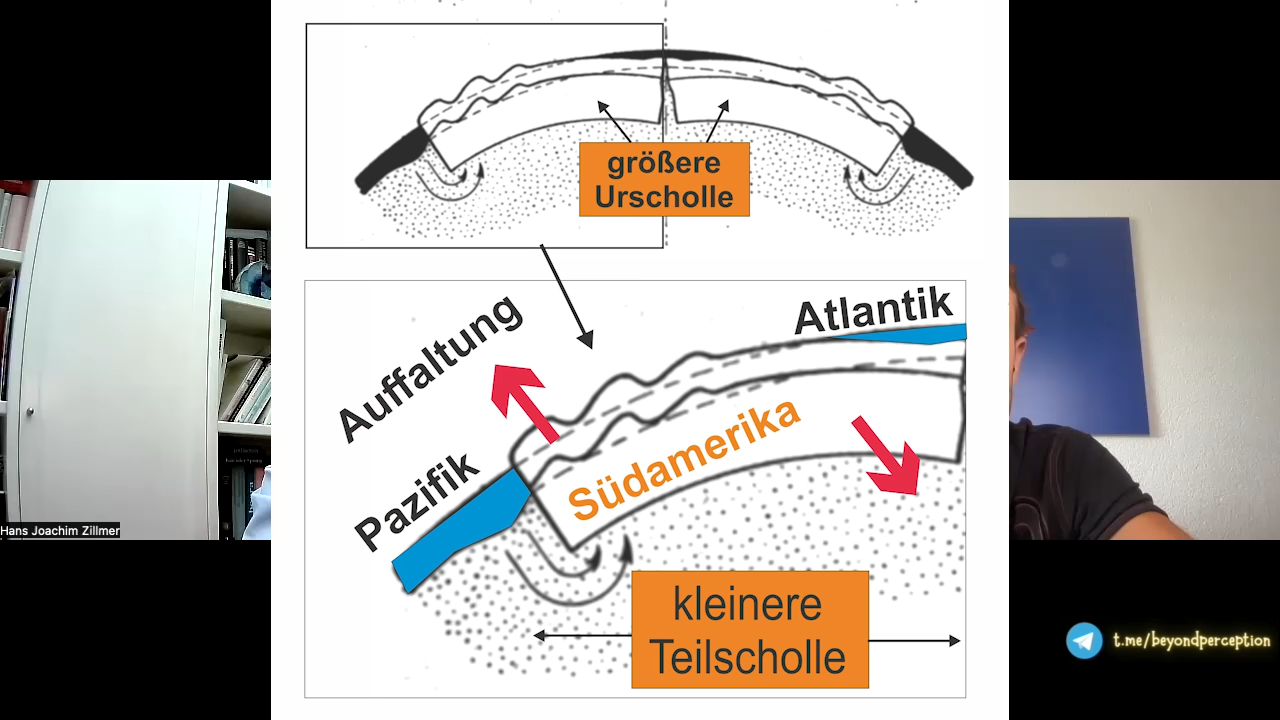 größere
Urscholle
Auffaltung
Atlantik
Pazifik
Südamerika
kleinere
Teilscholle
Hans Joachim Zillmer
t.me/beyondperception